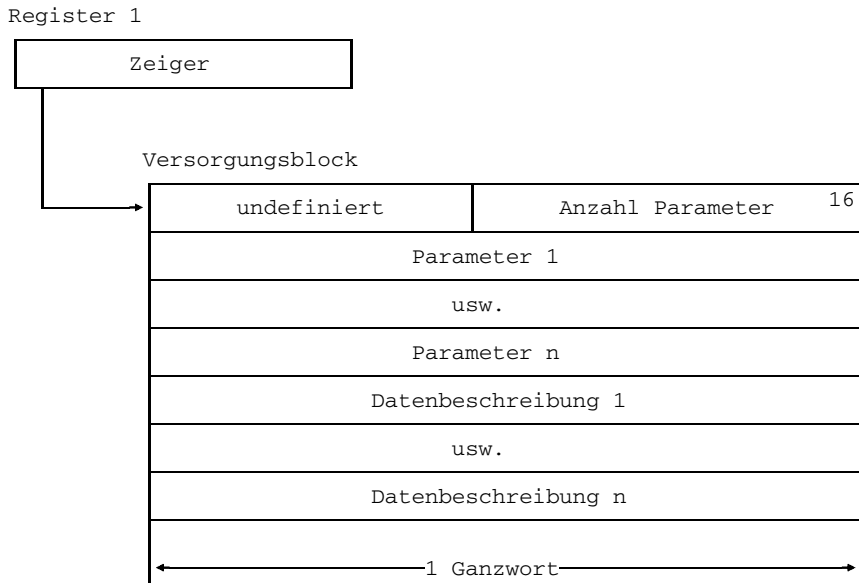 Register 1
Zeiger
Versorgungsblock
undefiniert Anzahl Parameter 16
Parameter 1
usw.
Parameter n
Datenbeschreibung 1
usw.
Datenbeschreibung n
1 Ganzwort